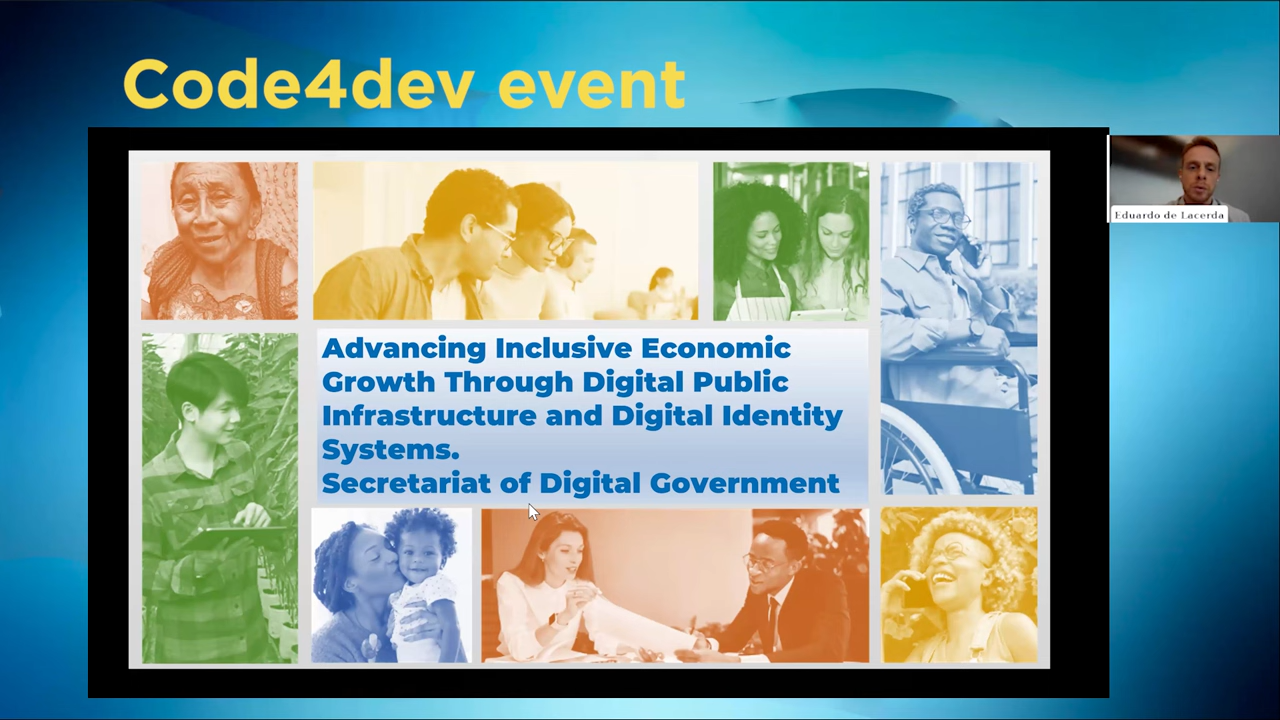 Code4dev event
Eduardo de Lacerda
Advancing Inclusive Economic
Growth Through Digital Public
Infrastructure and Digital Identity
Systems.
Secretariat of Digital Government